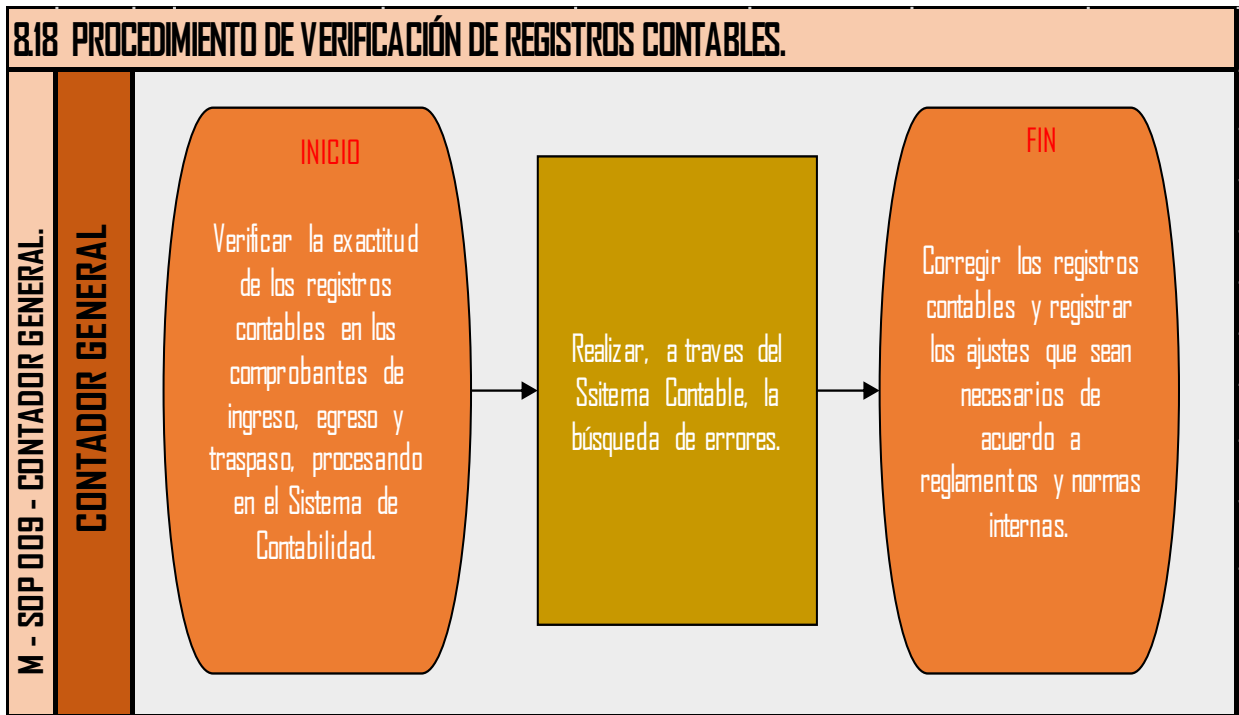 8.18 PROCEDIMIENTO DE VERIFICACIÓN DE REGISTROS CONTABLES.
M - SOP 009 - CONTADOR GENERAL.
CONTADOR GENERAL
INICIO
Verificar la exactitud
de los registros
contables en los
comprobantes de
ingreso, egreso y
traspaso, procesando
en el Sistema de
Contabilidad.
Realizar, a traves del
Ssitema Contable, la
búsqueda de errores.
FIN
Corregir los registros
contables y registrar
los ajustes que sean
necesarios de
acuerdo a
reglamentos y normas
internas.